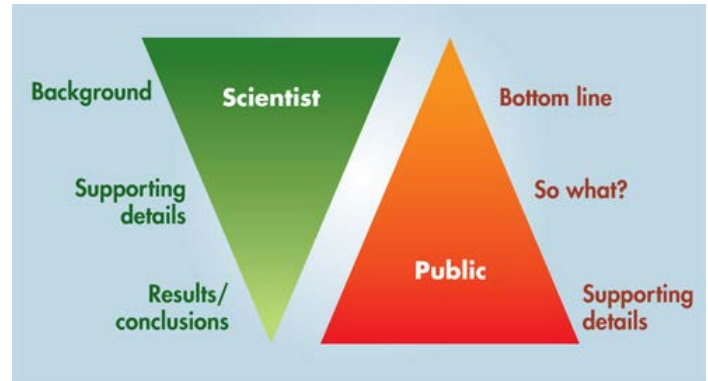 Background
Scientist
Supporting
details
Results/
conclusions
Bottom line
So what?
Public
Supporting
details